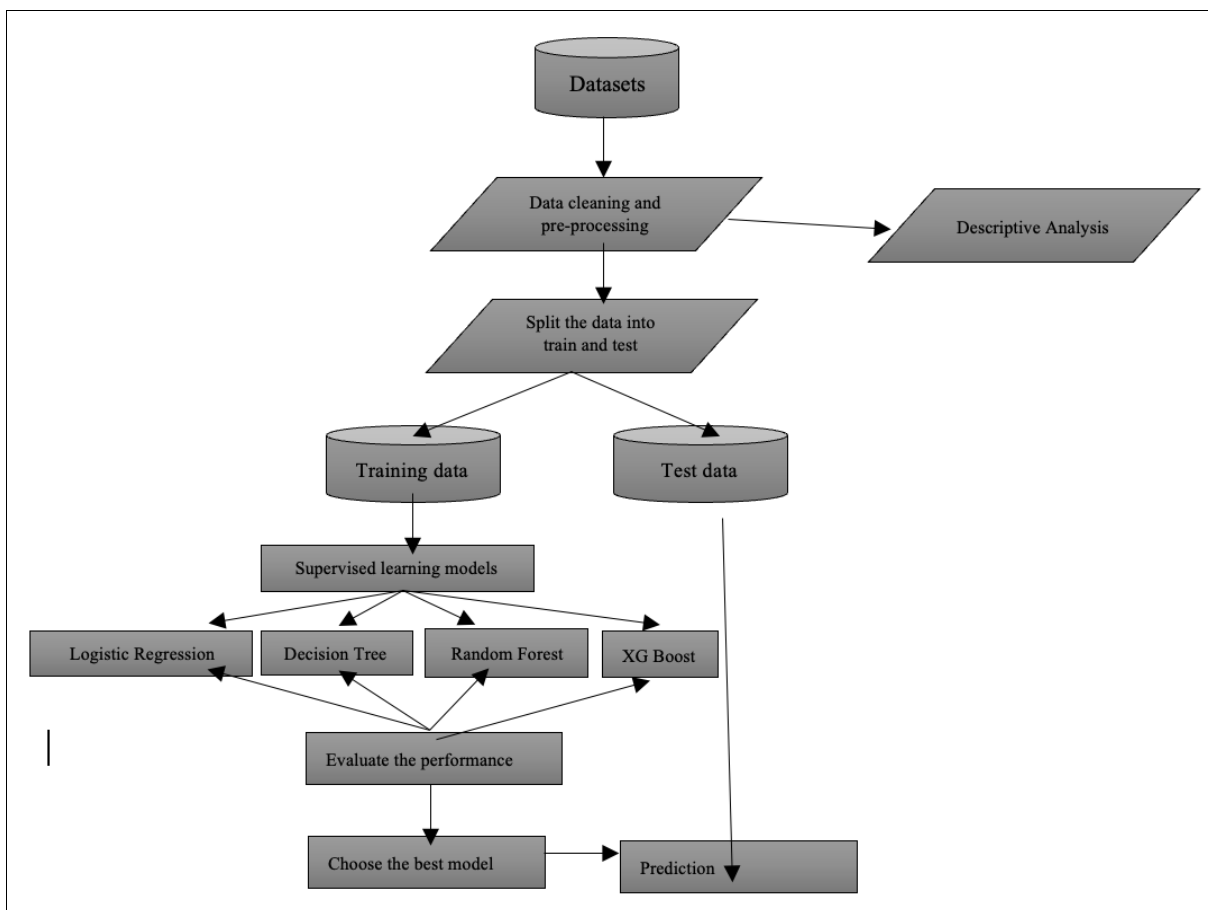 Datasets
Data cleaning and
pre-processing
Descriptive Analysis
Split the data into
train and test
Training data
Test data
Supervised learning models
Logistic Regression
Decision Tree
Random Forest
XG Boost
Evaluate the performance
Choose the best model
Prediction